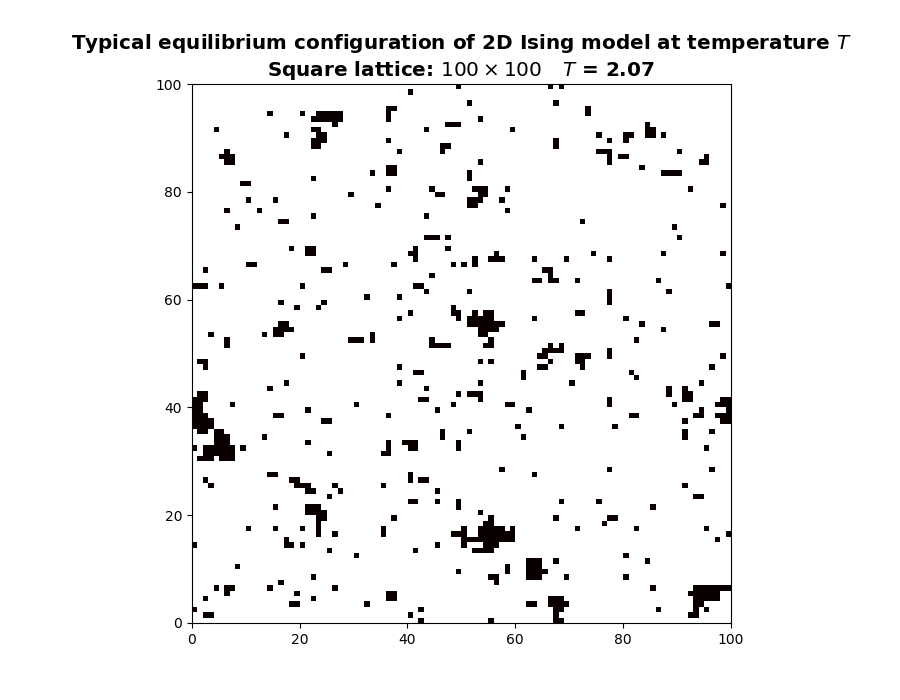 Typical equilibrium configuration of 2D Ising model at temperature T
Square lattice: 100 × 100 T = 2.07
100
80
60
40
20
0
0 20 40 60 80 100